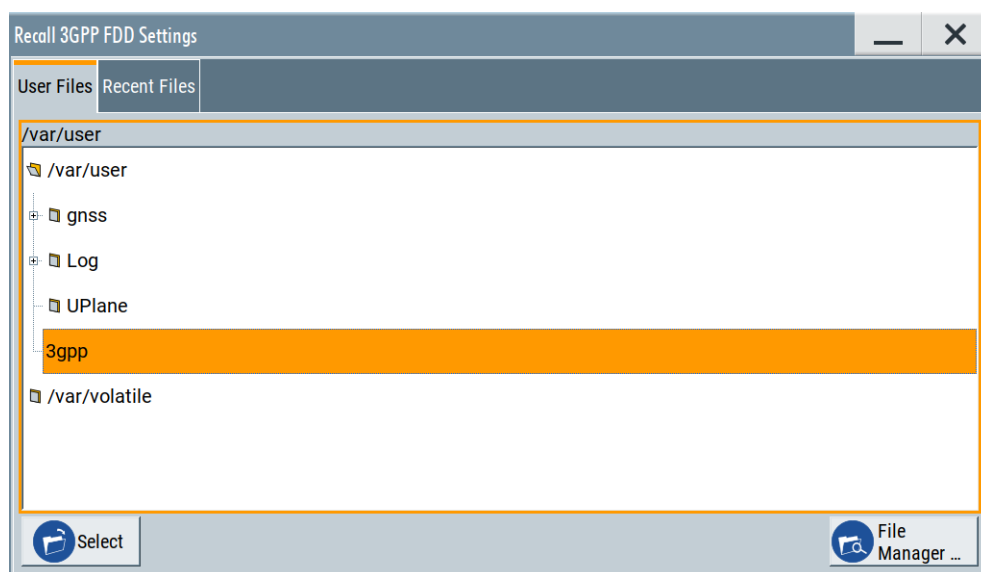 Recall 3GPP FDD Settings
User Files Recent Files
/var/user
/var/user
gnss
Log
UPlane
3gpp
/var/volatile
Select
File
Manager ...